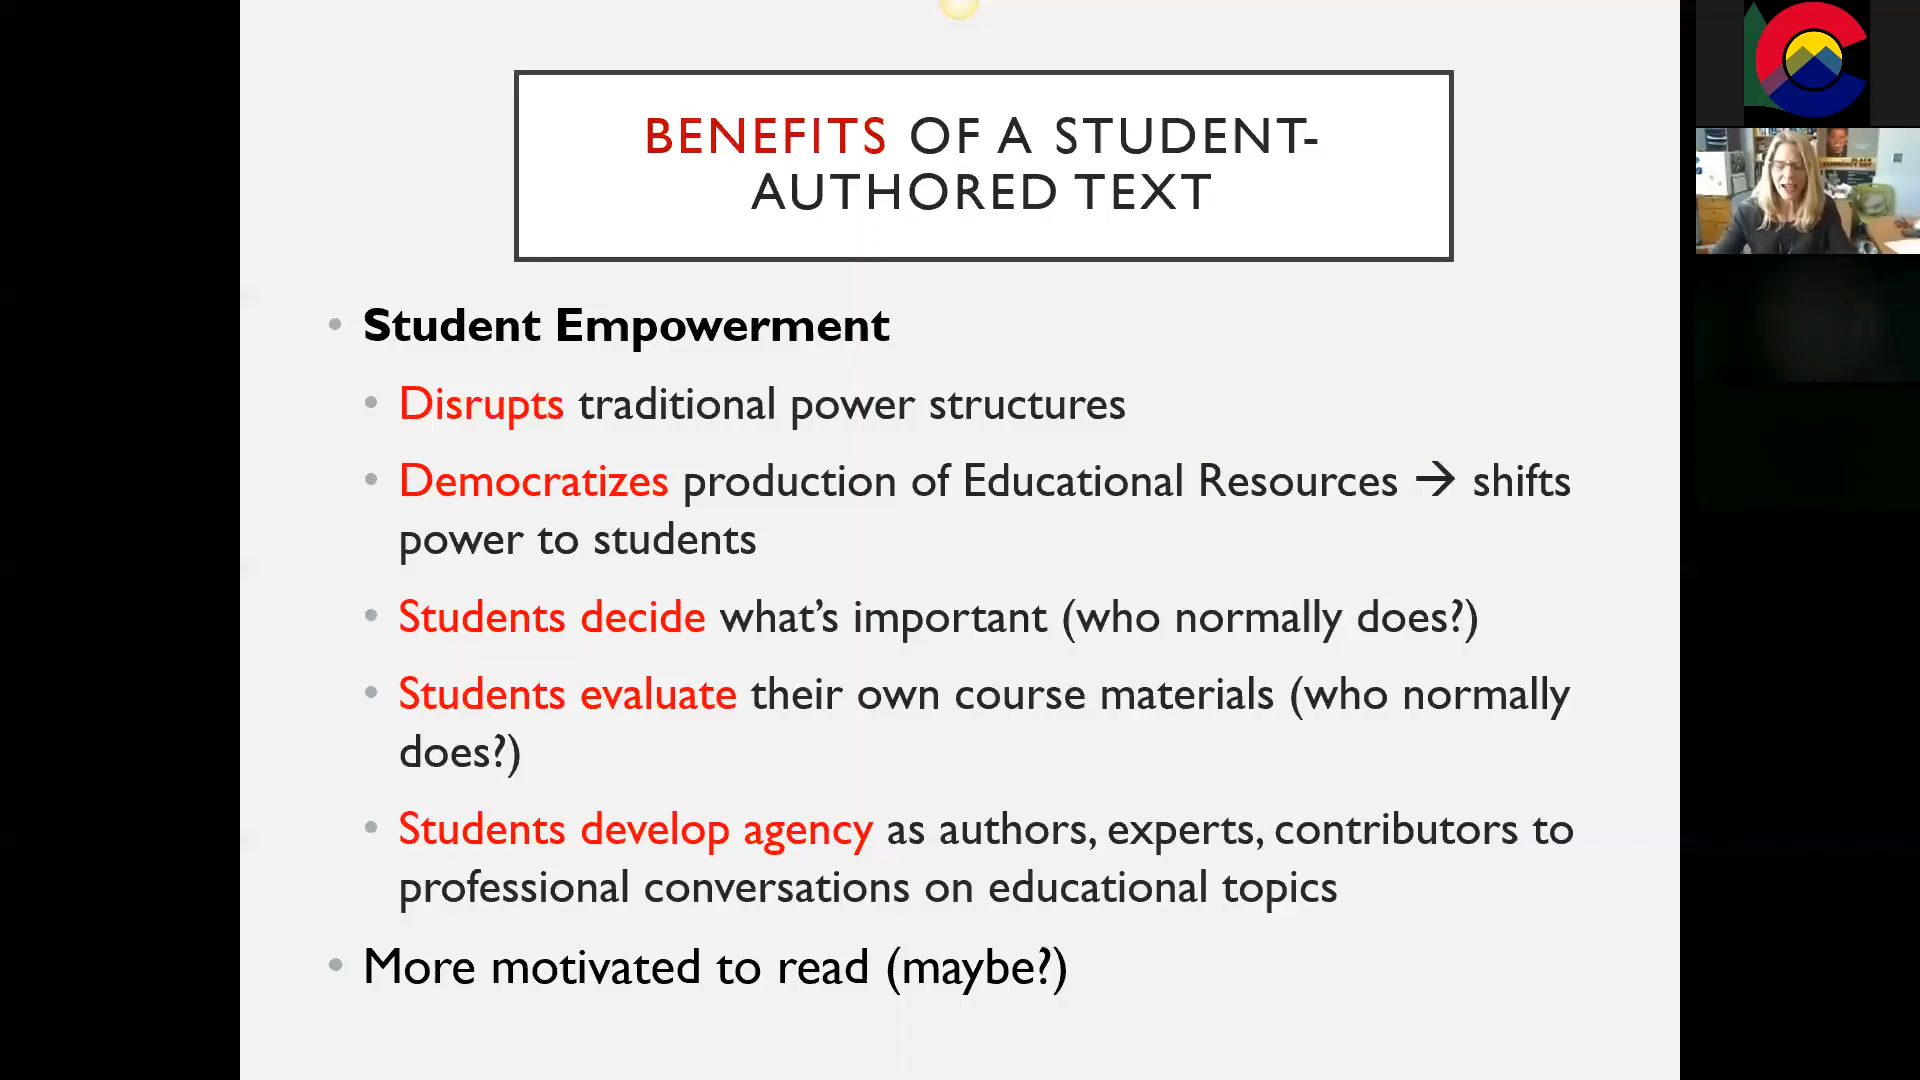 BENEFITS OF A STUDENT-
AUTHORED TEXT
• Student Empowerment
• Disrupts traditional power structures
• Democratizes production of Educational Resources → shifts
power to students
• Students decide what’s important (who normally does?)
• Students evaluate their own course materials (who normally
does?)
• Students develop agency as authors, experts, contributors to
professional conversations on educational topics
• More motivated to read (maybe?)